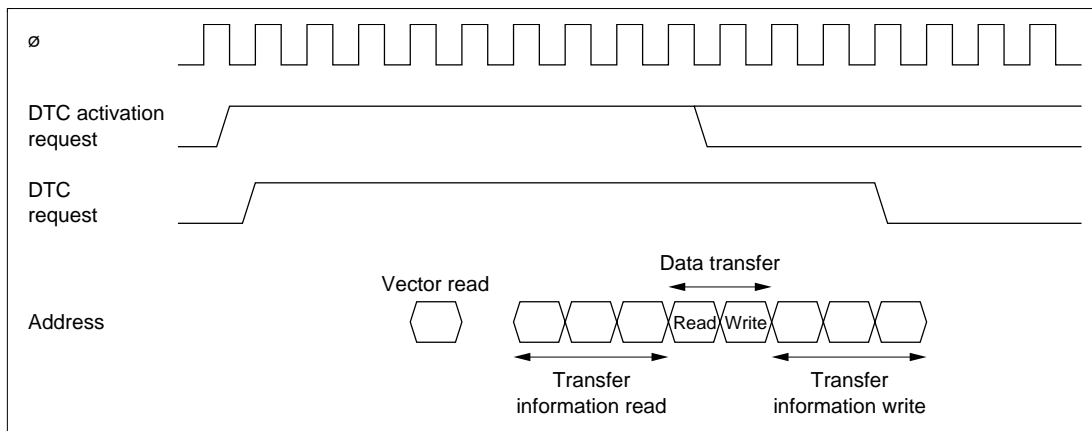 ø
DTC activation
request
DTC
request
Data transfer
Vector read
Address
Read Write
Transfer
information read
Transfer
information write